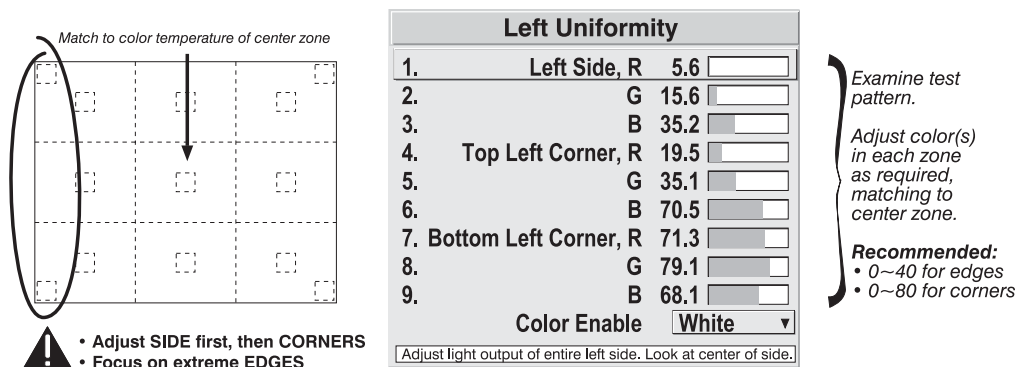 Match to color temperature of center zone
• Adjust SIDE first, then CORNERS
• Focus on extreme EDGES
Left Uniformity
1. Left Side, R 5.6
2. G 15.6
3. B 35.2
4. Top Left Corner, R 19.5
5. G 35.1
6. B 70.5
7. Bottom Left Corner, R 71.3
8. G 79.1
9. B 68.1
Color Enable White ▼
Adjust light output of entire left side. Look at center of side.
Examine test
pattern.
Adjust color(s)
in each zone
as required,
matching to
center zone.
Recommended:
• 0~40 for edges
• 0~80 for corners